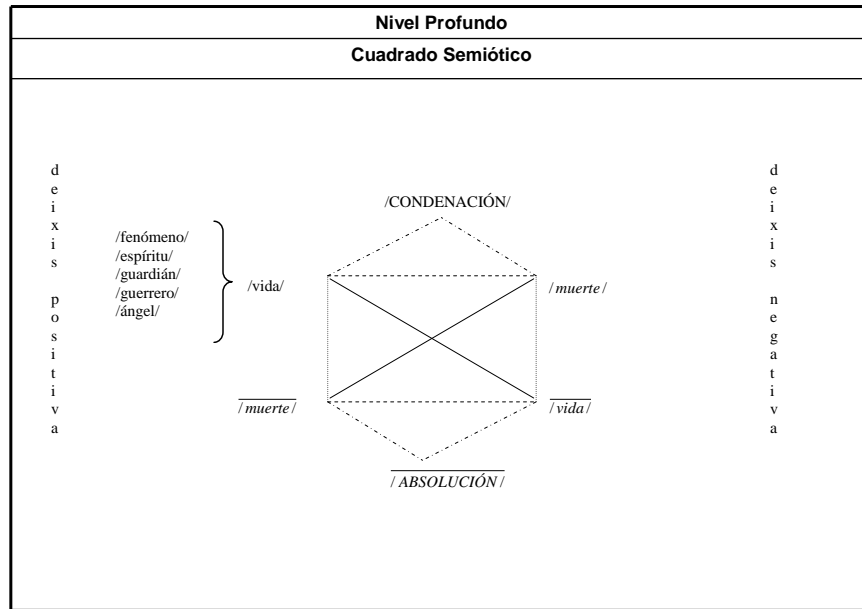 Nivel Profundo
Cuadrado Semiótico
deixis positiva
/fenómeno/
/espíritu/
/guardián/
/guerrero/
/ángel/
/vida/
/CONDENACIÓN/
/muerte/
/muerte/
/vida/
/ABSOLUCIÓN/
deixis negativa